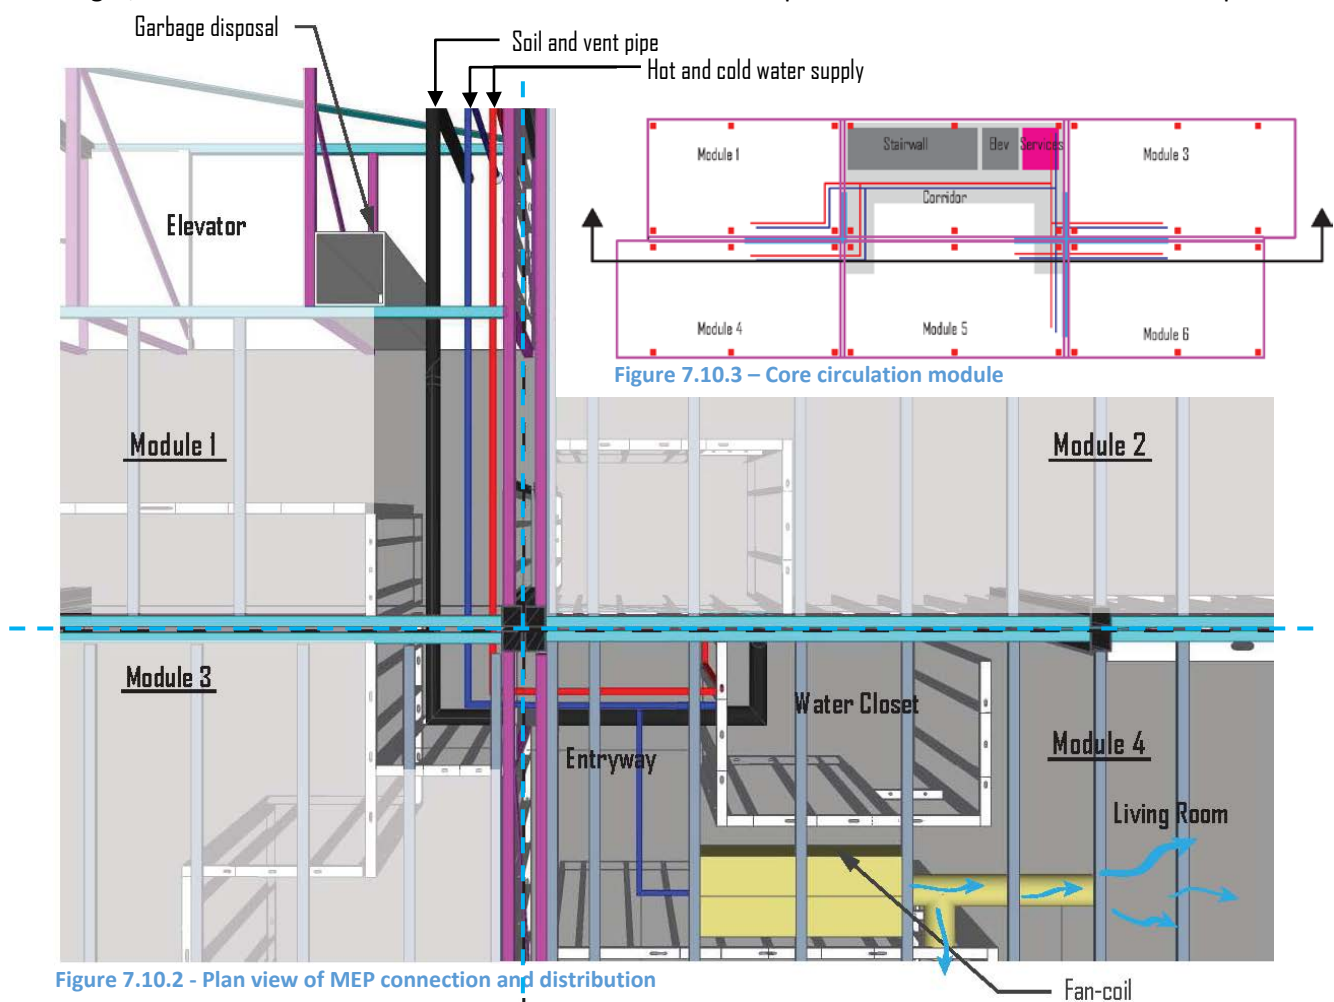 Garbage disposal
Soil and vent pipe
Hot and cold water supply
Elevator
Module 1
Stairwall
Elev
Services
Module 3
Corridor
Module 4
Module 5
Module 6
Figure 7.10.3 – Core circulation module
Module 1
Module 2
Module 3
Water Closet
Entryway
Module 4
Living Room
Figure 7.10.2 - Plan view of MEP connection and distribution
Fan-coil